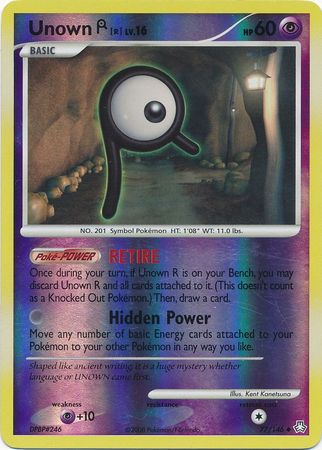 Unown R [R] LV.16 HP 60
BASIC
NO. 201 Symbol Pokémon HT: 1'08" WT: 11.0 lbs.
Poké-POWER RETIRE
Once during your turn, if Unown R is on your Bench, you may
discard Unown R and all cards attached to it. (This doesn't count
as a Knocked Out Pokémon.) Then, draw a card.
Hidden Power
Move any number of basic Energy cards attached to your
Pokémon to your other Pokémon in any way you like.
Shaped like ancient writing, it is a huge mystery whether
language or UNOWN came first.
Illus. Kent Kanetsuna
weakness resistance retreat cost
+10
DPBP#246 ©2008 Pokémon/Nintendo 77/146